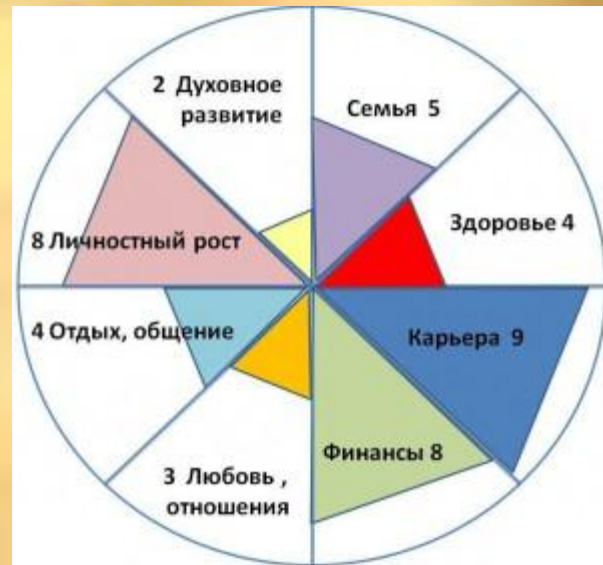 2 Духовное
развитие
Семья 5
Здоровье 4
Карьера 9
Финансы 8
3 Любовь ,
отношения
4 Отдых, общение
8 Личностный рост